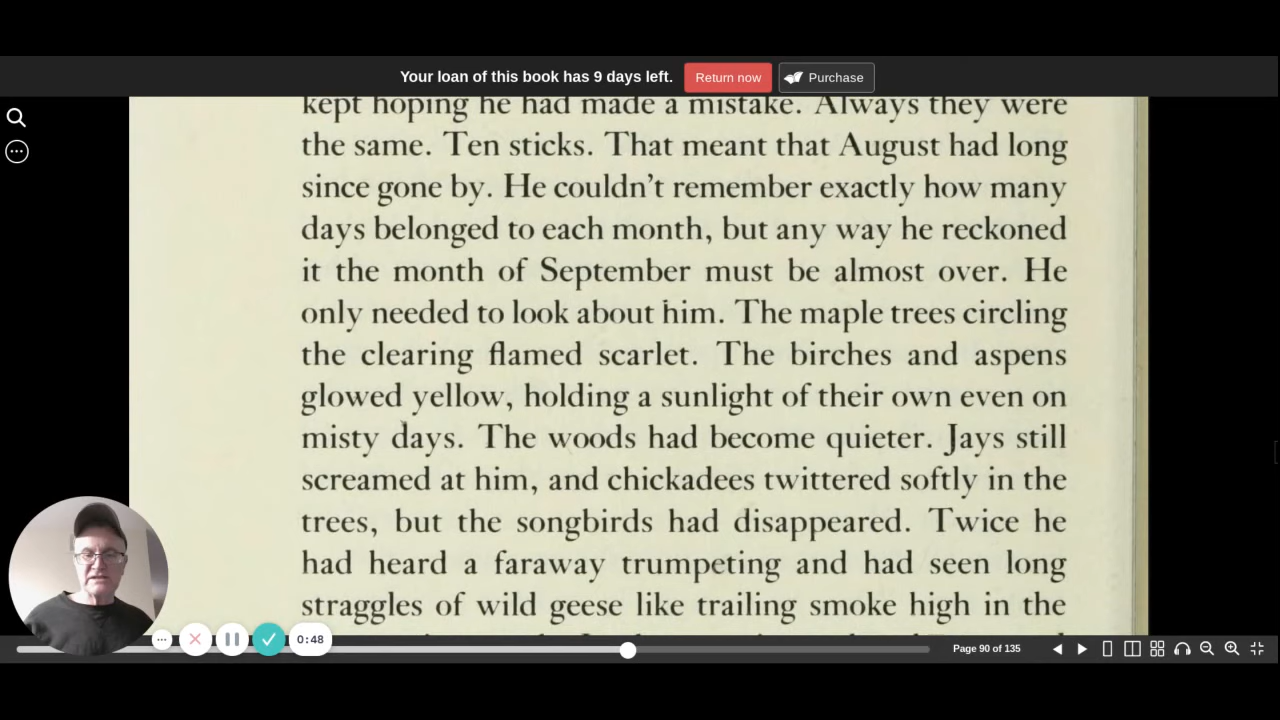 Your loan of this book has 9 days left. Return now Purchase
kept hoping he had made a mistake. Always they were
the same. Ten sticks. That meant that August had long
since gone by. He couldn't remember exactly how many
days belonged to each month, but any way he reckoned
it the month of September must be almost over. He
only needed to look about him. The maple trees circling
the clearing flamed scarlet. The birches and aspens
glowed yellow, holding a sunlight of their own even on
misty days. The woods had become quieter. Jays still
screamed at him, and chickadees twittered softly in the
trees, but the songbirds had disappeared. Twice he
had heard a faraway trumpeting and had seen long
straggles of wild geese like trailing smoke high in the
0:48
Page 90 of 135